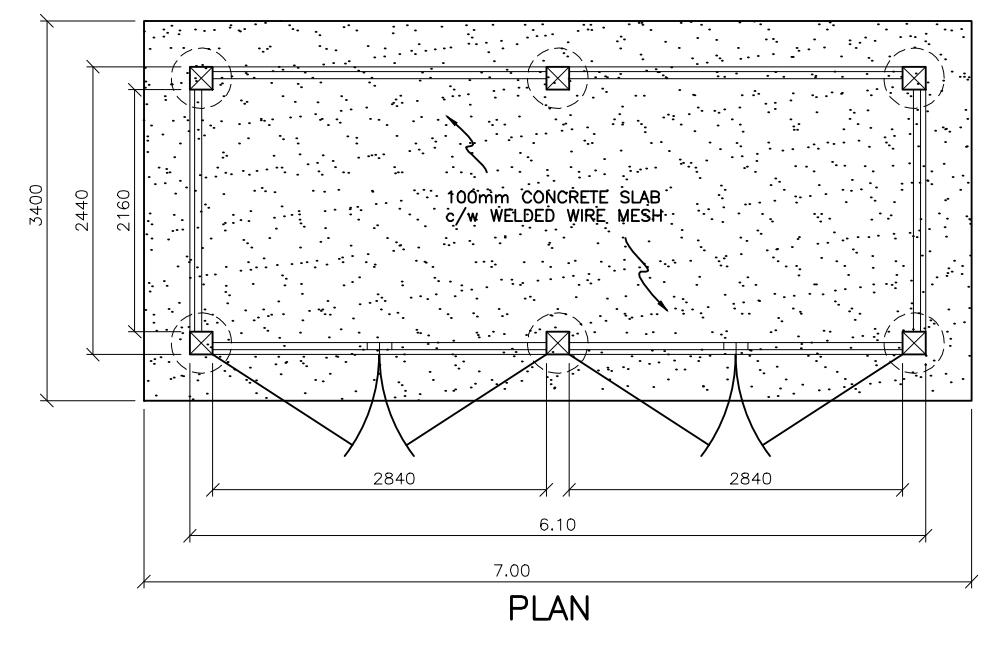 100mm CONCRETE SLAB
c/w WELDED WIRE MESH
3400
2440
2160
2840
2840
6.10
7.00
PLAN